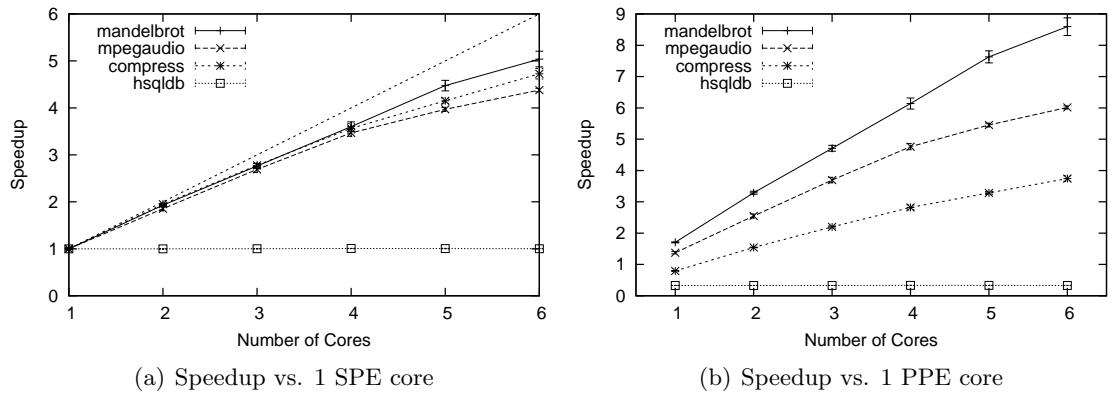 Speedup
6
5
4
3
2
1
0
mandelbrot
mpegaudio
compress
hsqldb
1 2 3 4 5 6
Number of Cores
(a) Speedup vs. 1 SPE core
Speedup
9
8
7
6
5
4
3
2
1
0
mandelbrot
mpegaudio
compress
hsqldb
1 2 3 4 5 6
Number of Cores
(b) Speedup vs. 1 PPE core